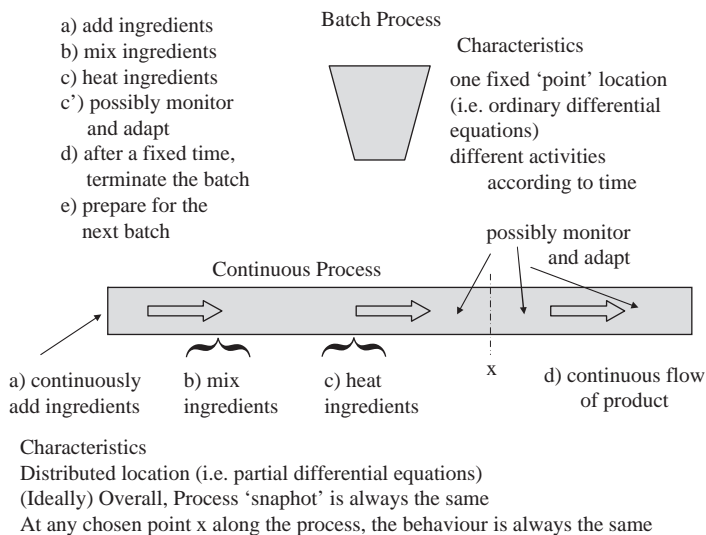 a) add ingredients
b) mix ingredients
c) heat ingredients
c’) possibly monitor
and adapt
d) after a fixed time,
terminate the batch
e) prepare for the
next batch
Batch Process
Characteristics
one fixed ‘point’ location
(i.e. ordinary differential
equations)
different activities
according to time
possibly monitor
and adapt
Continuous Process
a) continuously
add ingredients
b) mix
ingredients
c) heat
ingredients
x
d) continuous flow
of product
Characteristics
Distributed location (i.e. partial differential equations)
(Ideally) Overall, Process ‘snaphot’ is always the same
At any chosen point x along the process, the behaviour is always the same